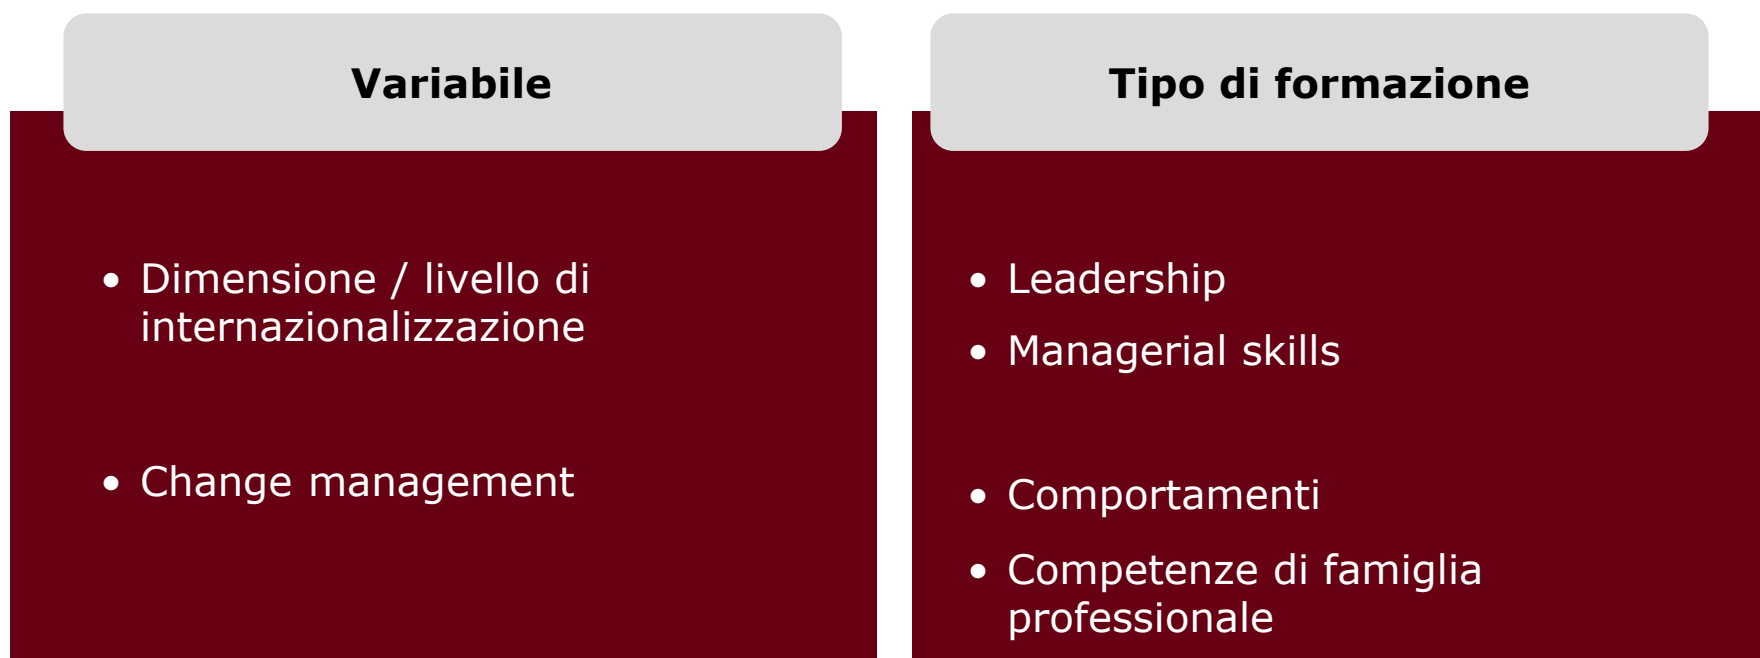 Variabile
• Dimensione / livello di
internazionalizzazione
• Change management
Tipo di formazione
• Leadership
• Managerial skills
• Comportamenti
• Competenze di famiglia
professionale